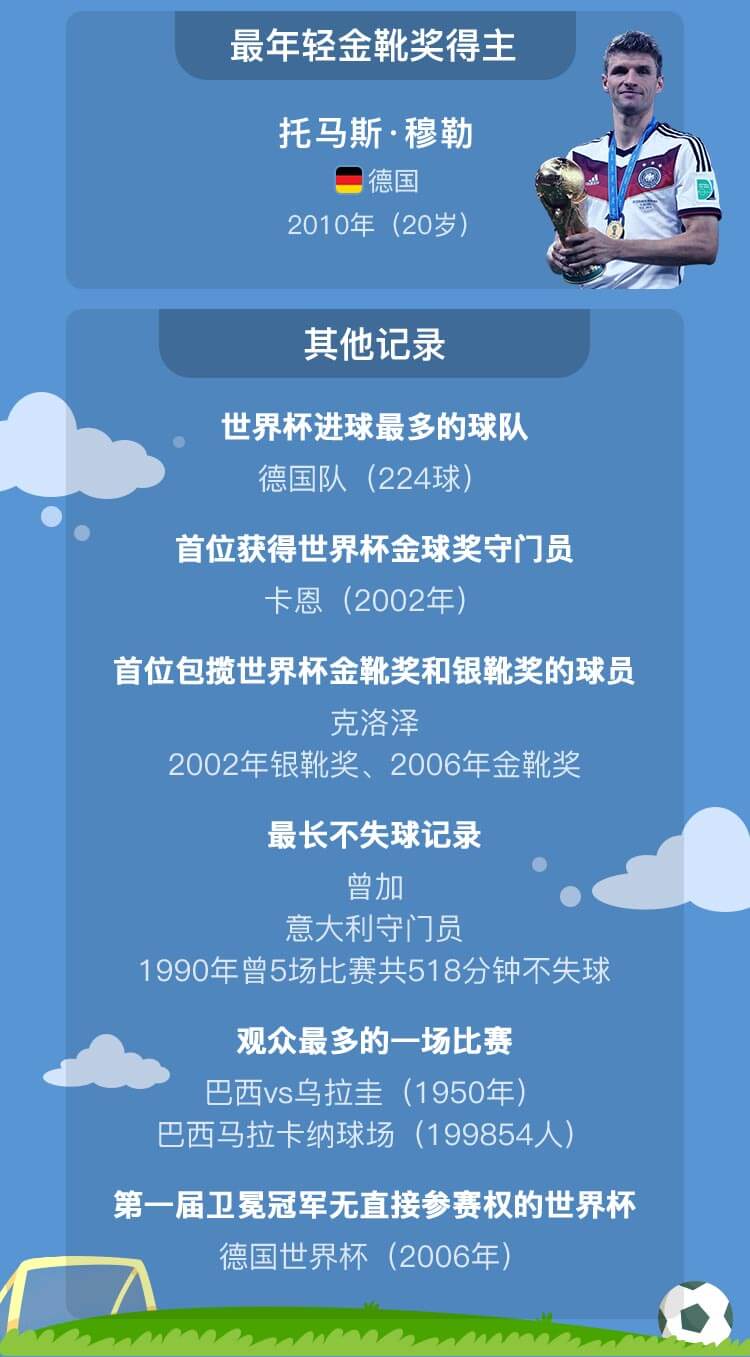 最年轻金靴奖得主
托马斯·穆勒
德国
2010年（20岁）
其他记录
世界杯进球最多的球队
德国队（224球）
首位获得世界杯金球奖守门员
卡恩（2002年）
首位包揽世界杯金靴奖和银靴奖的球员
克洛泽
2002年银靴奖、2006年金靴奖
最长不失球记录
曾加
意大利守门员
1990年曾5场比赛共518分钟不失球
观众最多的一场比赛
巴西vs乌拉圭（1950年）
巴西马拉卡纳球场（199854人）
第一届卫冕冠军无直接参赛权的世界杯
德国世界杯（2006年）